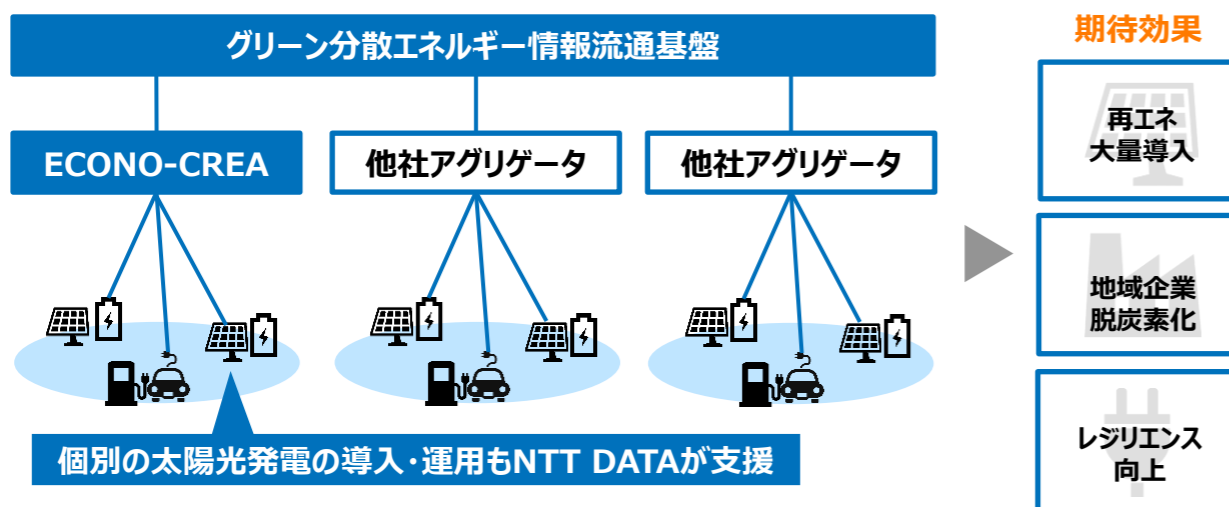 グリーン分散エネルギー情報流通基盤
期待効果
ECONO-CREA
他社アグリゲータ
他社アグリゲータ
再エネ
大量導入
地域企業
脱炭素化
レジリエンス
向上
個別の太陽光発電の導入・運用もNTT DATAが支援